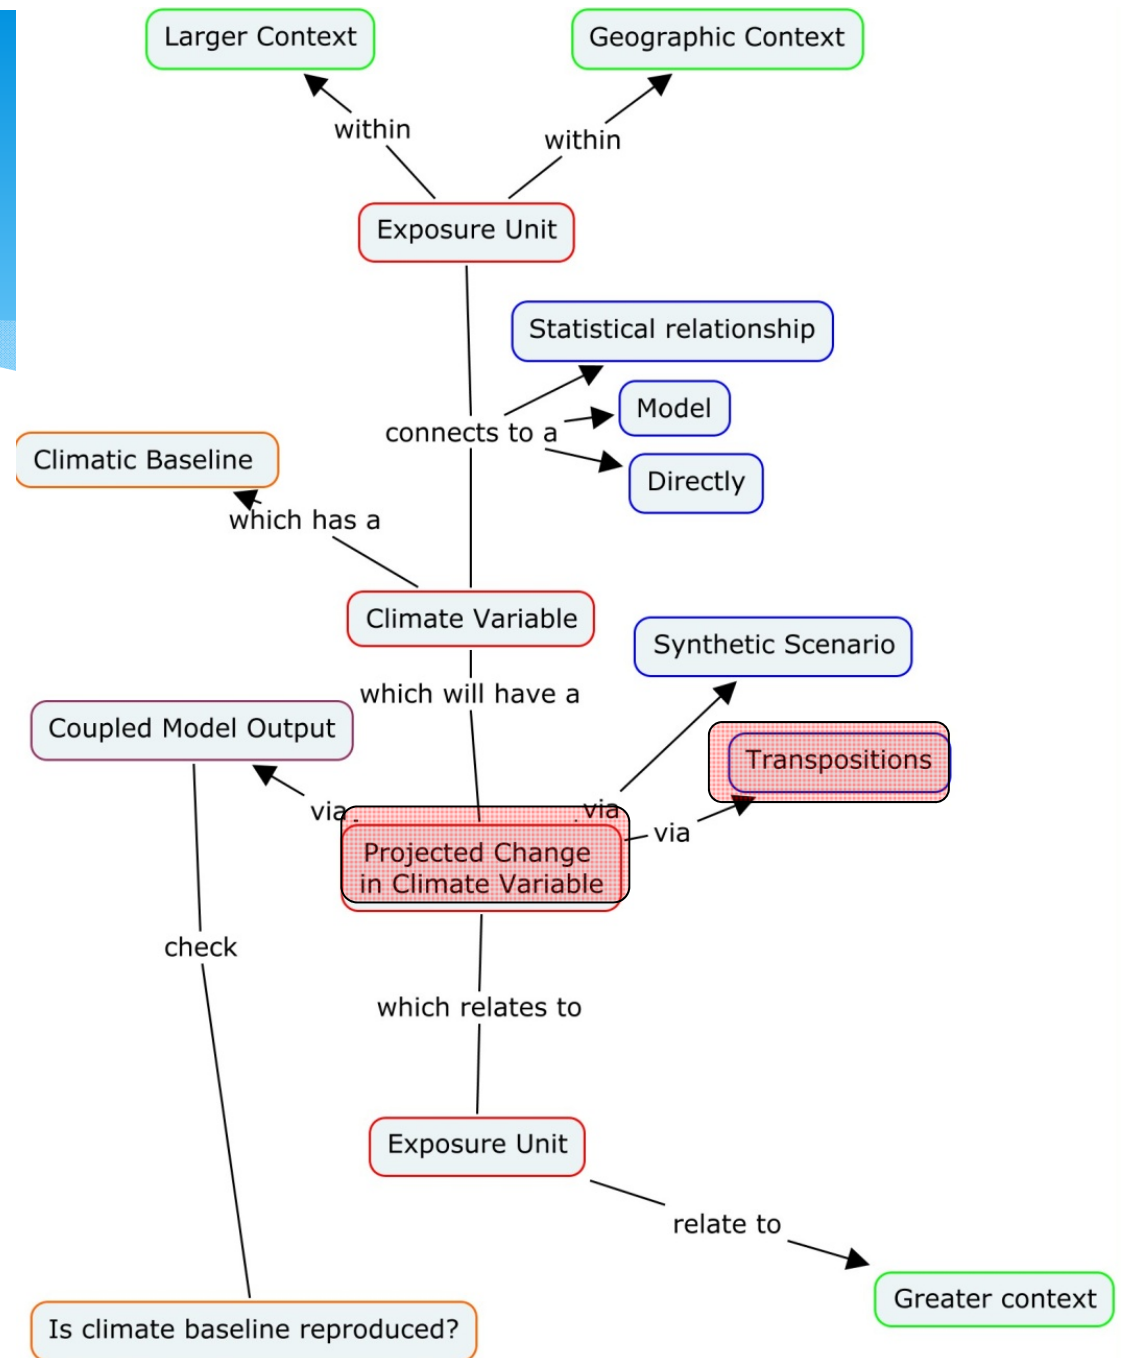 Larger Context
Geographic Context
within
within
Exposure Unit
Statistical relationship
Model
connects to a
Climatic Baseline
Directly
which has a
Climate Variable
Synthetic Scenario
which will have a
Coupled Model Output
Transpositions
via
via
via
Projected Change
in Climate Variable
check
which relates to
Exposure Unit
relate to
Greater context
Is climate baseline reproduced?